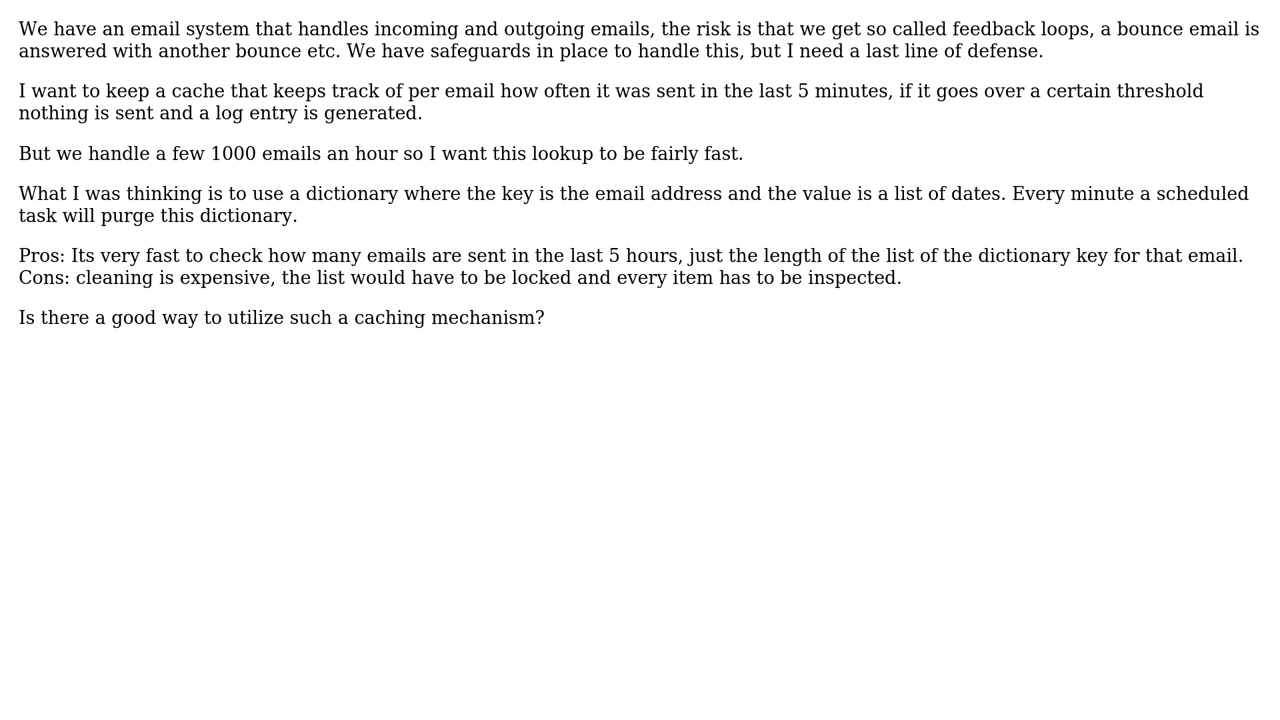 We have an email system that handles incoming and outgoing emails, the risk is that we get so called feedback loops, a bounce email is
answered with another bounce etc. We have safeguards in place to handle this, but I need a last line of defense.
I want to keep a cache that keeps track of per email how often it was sent in the last 5 minutes, if it goes over a certain threshold
nothing is sent and a log entry is generated.
But we handle a few 1000 emails an hour so I want this lookup to be fairly fast.
What I was thinking is to use a dictionary where the key is the email address and the value is a list of dates. Every minute a scheduled
task will purge this dictionary.
Pros: Its very fast to check how many emails are sent in the last 5 hours, just the length of the list of the dictionary key for that email.
Cons: cleaning is expensive, the list would have to be locked and every item has to be inspected.
Is there a good way to utilize such a caching mechanism?